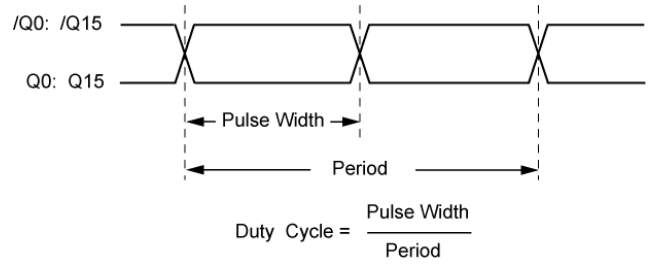 /Q0: /Q15
Q0: Q15
Pulse Width
Period
Duty Cycle = Pulse Width
Period